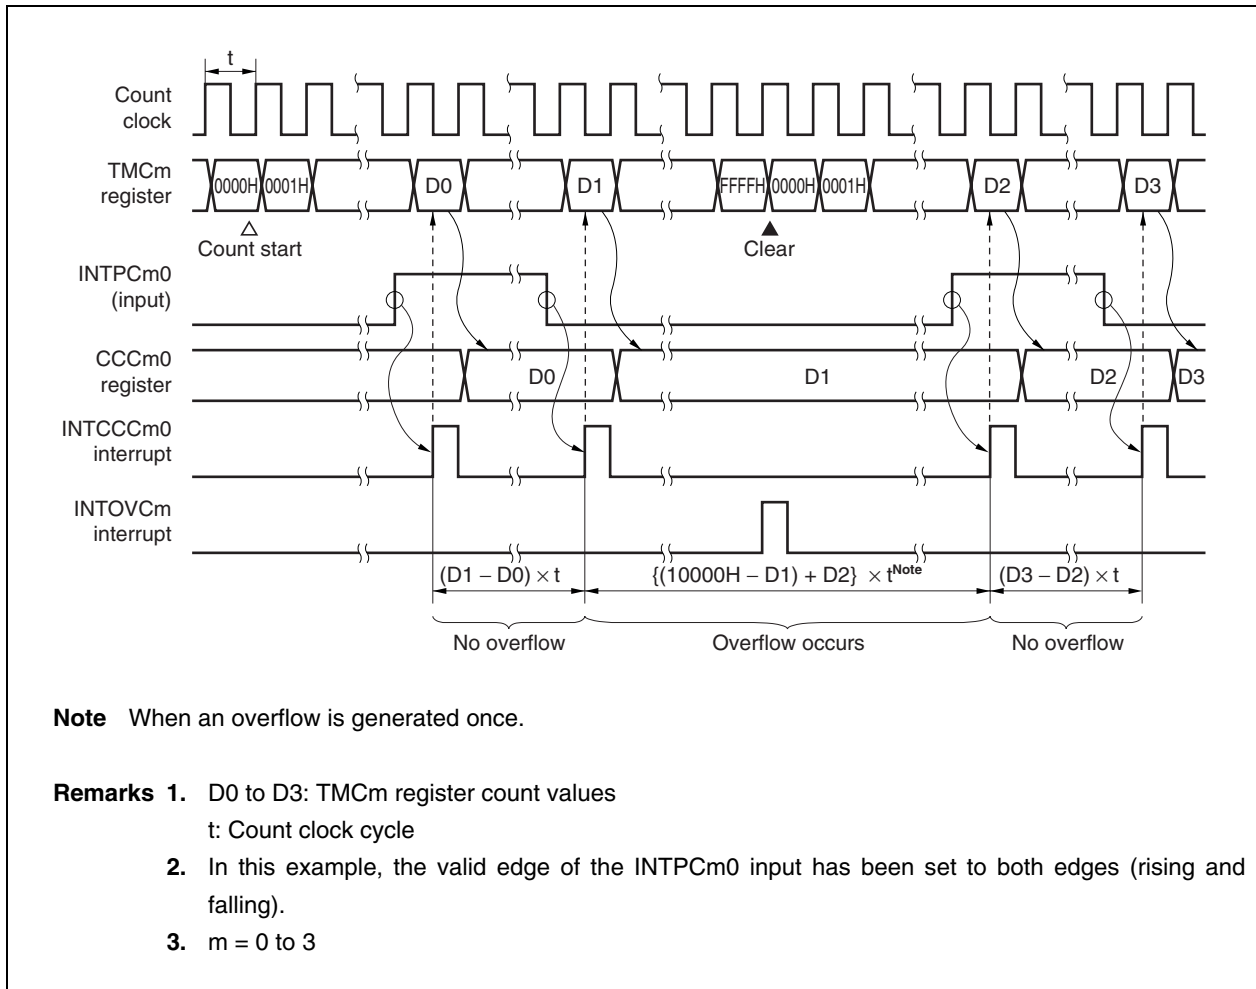 t
Count
clock
TMCm
register
0000H 0001H D0 D1 FFFFH 0000H 0001H D2 D3
Count start Clear
INTPCm0
(input)
CCCm0
register
D0 D1 D2 D3
INTCCCm0
interrupt
INTOVCm
interrupt
(D1 – D0) × t {(10000H – D1) + D2} × tNote (D3 – D2) × t
No overflow Overflow occurs No overflow
Note When an overflow is generated once.
Remarks 1. D0 to D3: TMCm register count values
t: Count clock cycle
2. In this example, the valid edge of the INTPCm0 input has been set to both edges (rising and
falling).
3. m = 0 to 3